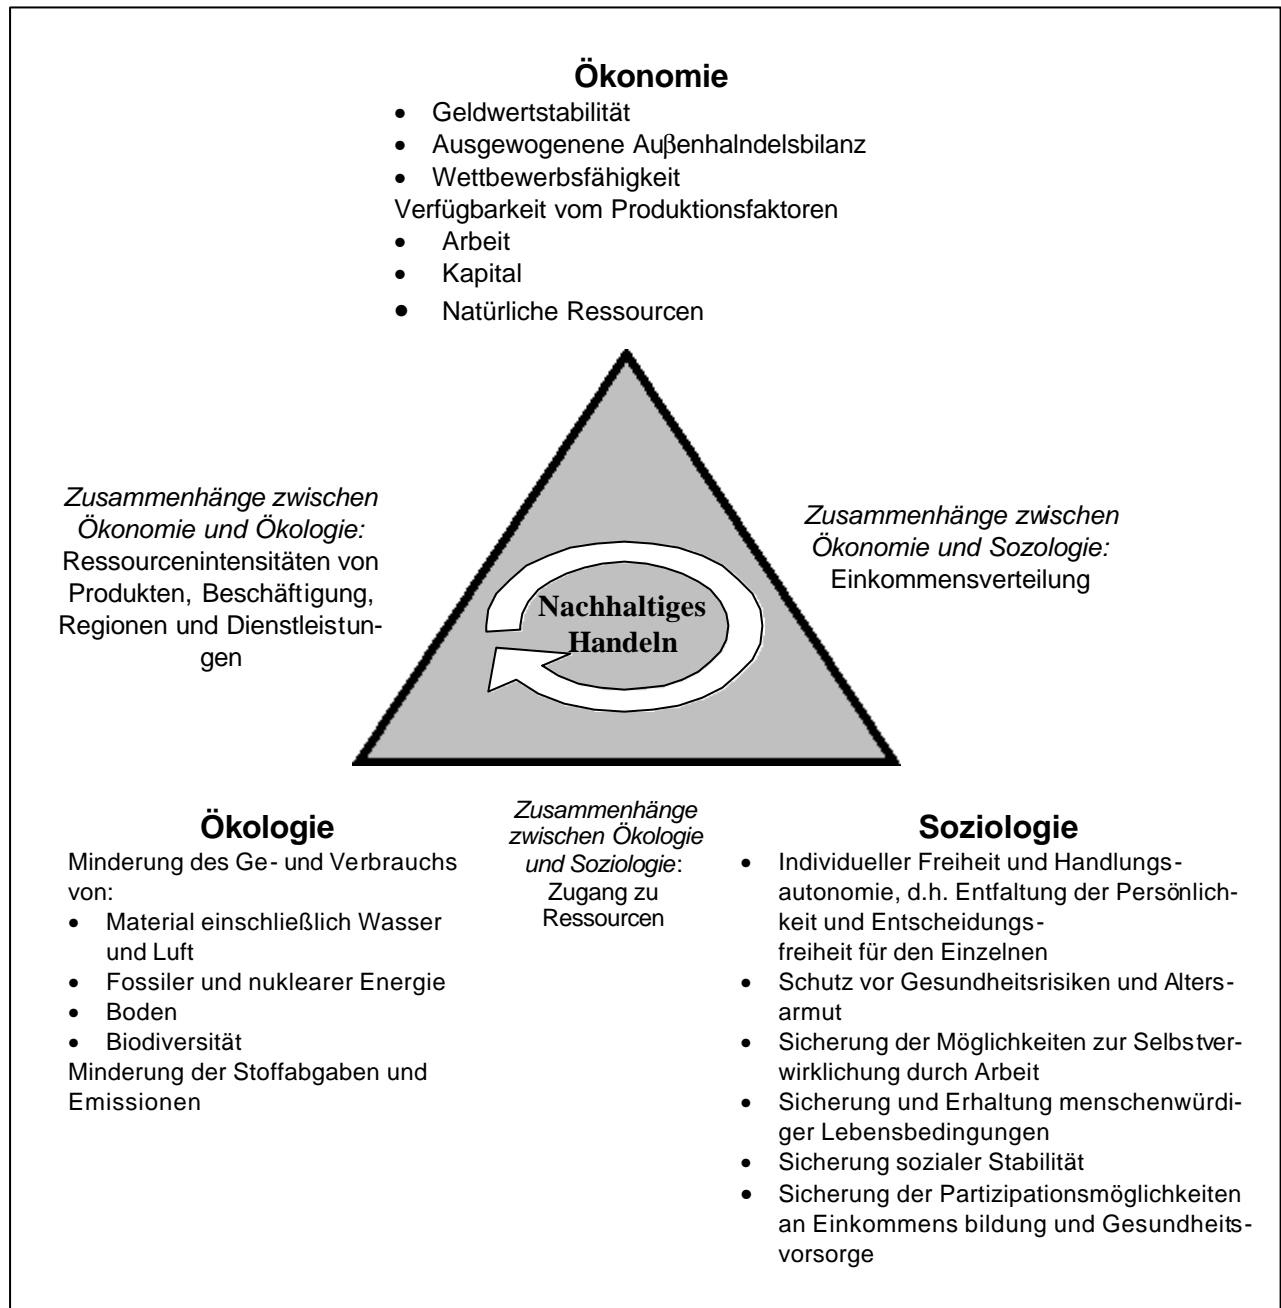 Ökonomie
• Geldwertstabilität
• Ausgewogenene Außenhalndelsbilanz
• Wettbewerbsfähigkeit
Verfügbarkeit vom Produktionsfaktoren
• Arbeit
• Kapital
• Natürliche Ressourcen
Zusammenhänge zwischen
Ökonomie und Ökologie:
Ressourcenintensitäten von
Produkten, Beschäftigung,
Regionen und Dienstleistun-
gen
Zusammenhänge zwischen
Ökonomie und Sozologie:
Einkommensverteilung
Nachhaltiges
Handeln
Ökologie
Minderung des Ge- und Verbrauchs
von:
• Material einschließlich Wasser
und Luft
• Fossiler und nuklearer Energie
• Boden
• Biodiversität
Minderung der Stoffabgaben und
Emissionen
Zusammenhänge
zwischen Ökologie
und Soziologie:
Zugang zu
Ressourcen
Soziologie
• Individueller Freiheit und Handlungs-
autonomie, d.h. Entfaltung der Persönlich-
keit und Entscheidungs-
freiheit für den Einzelnen
• Schutz vor Gesundheitsrisiken und Alters-
armut
• Sicherung der Möglichkeiten zur Selbstver-
wirklichung durch Arbeit
• Sicherung und Erhaltung menschenwürdi-
ger Lebensbedingungen
• Sicherung sozialer Stabilität
• Sicherung der Partizipationsmöglichkeiten
an Einkommens bildung und Gesundheits-
vorsorge